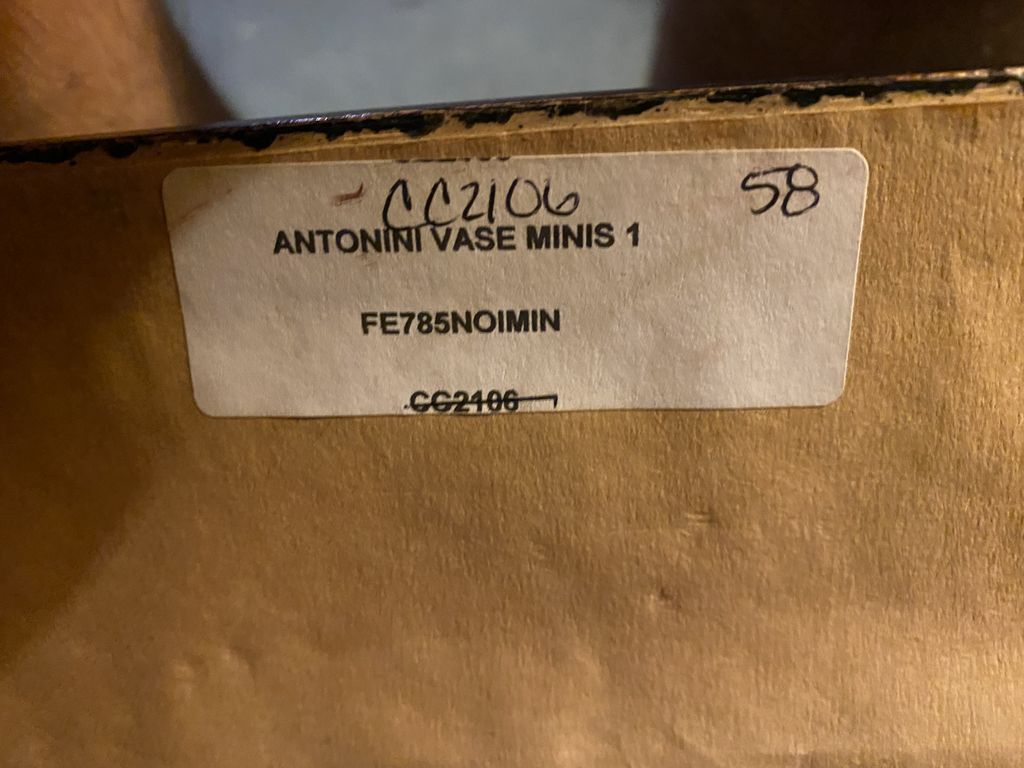 CC2106 58
ANTONINI VASE MINIS 1
FE785NOIMIN
CC2106